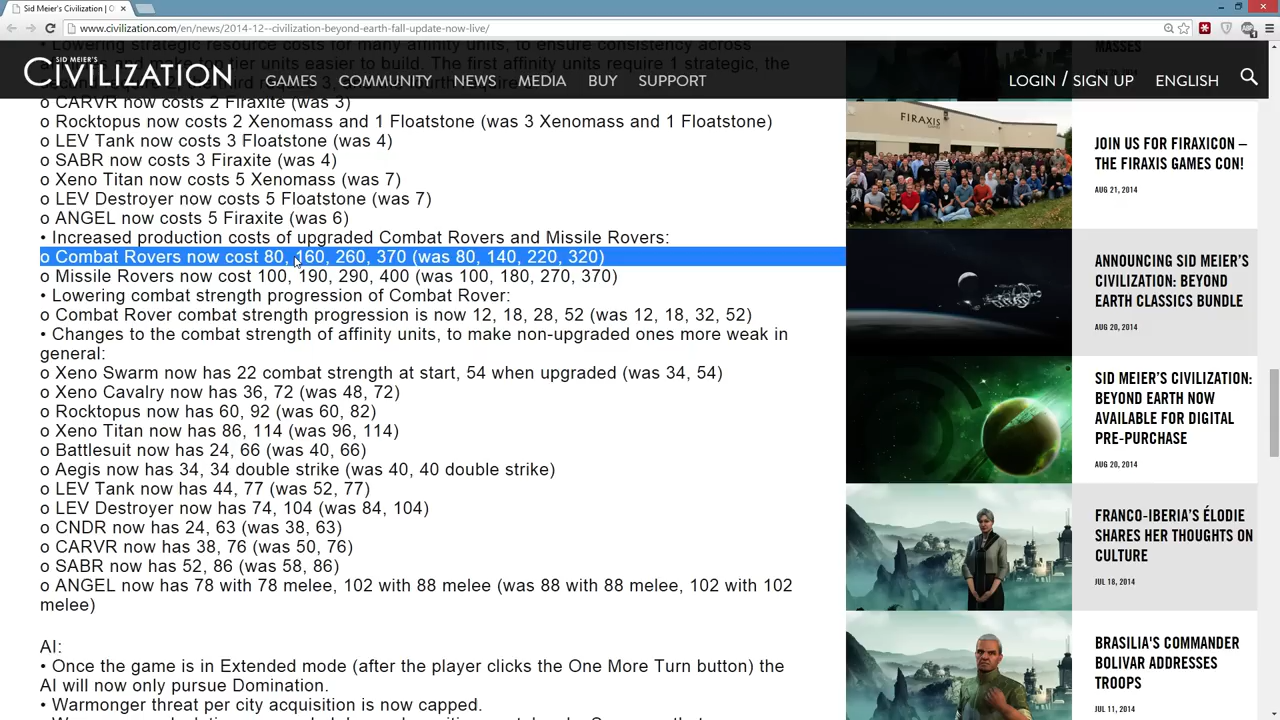 Sid Meier's Civilization | O
www.civilization.com/en/news/2014-12--civilization-beyond-earth-fall-update-now-live/
• Lowering strategic resource costs for many affinity units, to ensure consistency across
SID MEIER'S
CIVILIZATION
GAMES COMMUNITY NEWS MEDIA BUY SUPPORT
LOGIN / SIGN UP ENGLISH
MASSES
o CARVR now costs 2 Firaxite (was 3)
o Rocktopus now costs 2 Xenomass and 1 Floatstone (was 3 Xenomass and 1 Floatstone)
o LEV Tank now costs 3 Floatstone (was 4)
o SABR now costs 3 Firaxite (was 4)
o Xeno Titan now costs 5 Xenomass (was 7)
o LEV Destroyer now costs 5 Floatstone (was 7)
o ANGEL now costs 5 Firaxite (was 6)
• Increased production costs of upgraded Combat Rovers and Missile Rovers:
o Combat Rovers now cost 80, 160, 260, 370 (was 80, 140, 220, 320)
o Missile Rovers now cost 100, 190, 290, 400 (was 100, 180, 270, 370)
• Lowering combat strength progression of Combat Rover:
o Combat Rover combat strength progression is now 12, 18, 28, 52 (was 12, 18, 32, 52)
• Changes to the combat strength of affinity units, to make non-upgraded ones more weak in
general:
o Xeno Swarm now has 22 combat strength at start, 54 when upgraded (was 34, 54)
o Xeno Cavalry now has 36, 72 (was 48, 72)
o Rocktopus now has 60, 92 (was 60, 82)
o Xeno Titan now has 86, 114 (was 96, 114)
o Battlesuit now has 24, 66 (was 40, 66)
o Aegis now has 34, 34 double strike (was 40, 40 double strike)
o LEV Tank now has 44, 77 (was 52, 77)
o LEV Destroyer now has 74, 104 (was 84, 104)
o CNDR now has 24, 63 (was 38, 63)
o CARVR now has 38, 76 (was 50, 76)
o SABR now has 52, 86 (was 58, 86)
o ANGEL now has 78 with 78 melee, 102 with 88 melee (was 88 with 88 melee, 102 with 102
melee)
AI:
• Once the game is in Extended mode (after the player clicks the One More Turn button) the
AI will now only pursue Domination.
• Warmonger threat per city acquisition is now capped.
FIRAXIS
JOIN US FOR FIRAXICON –
THE FIRAXIS GAMES CON!
AUG 21, 2014
ANNOUNCING SID MEIER'S
CIVILIZATION: BEYOND
EARTH CLASSICS BUNDLE
AUG 20, 2014
SID MEIER'S CIVILIZATION:
BEYOND EARTH NOW
AVAILABLE FOR DIGITAL
PRE-PURCHASE
AUG 20, 2014
FRANCO-IBERIA'S ÉLODIE
SHARES HER THOUGHTS ON
CULTURE
JUL 18, 2014
BRASILIA'S COMMANDER
BOLIVAR ADDRESSES
TROOPS
JUL 11, 2014